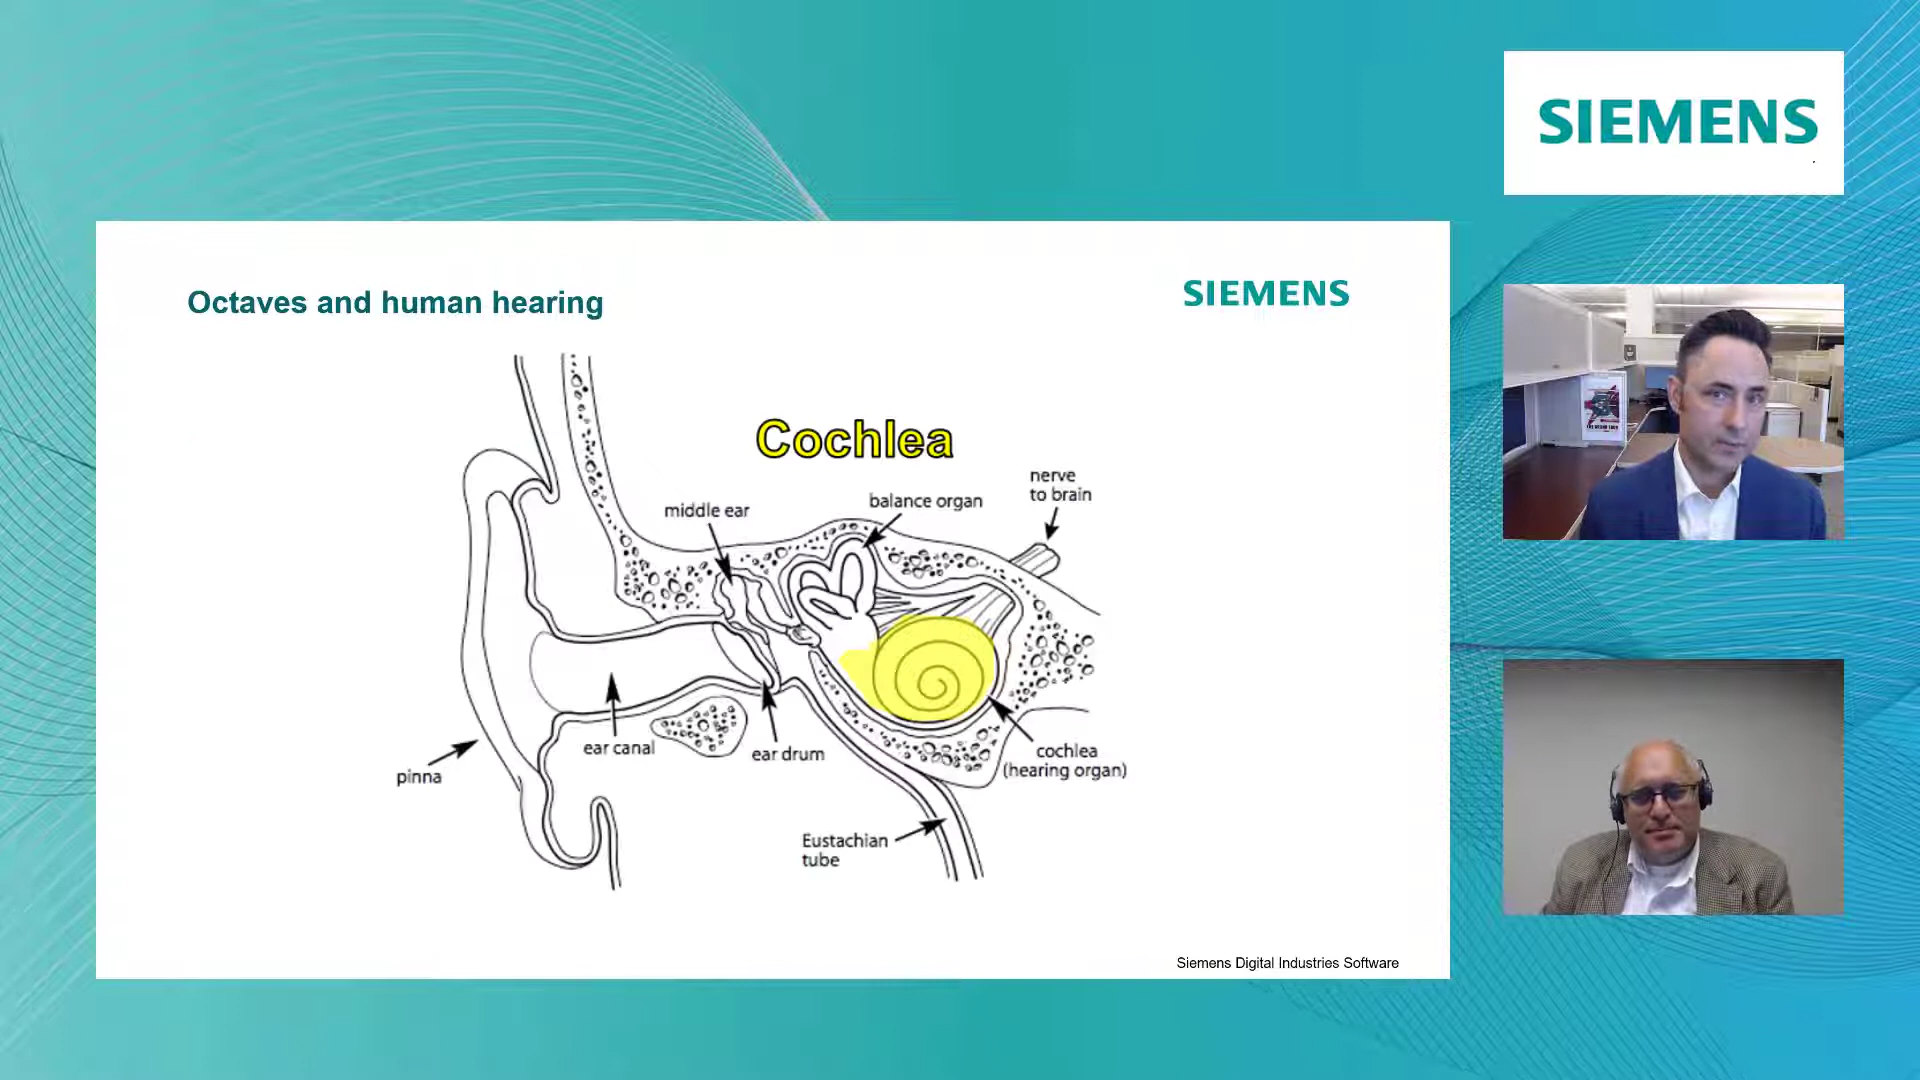 SIEMENS
Octaves and human hearing
SIEMENS
Cochlea
nerve
to brain
balance organ
middle ear
ear canal
ear drum
pinna
cochlea
(hearing organ)
Eustachian
tube
Siemens Digital Industries Software